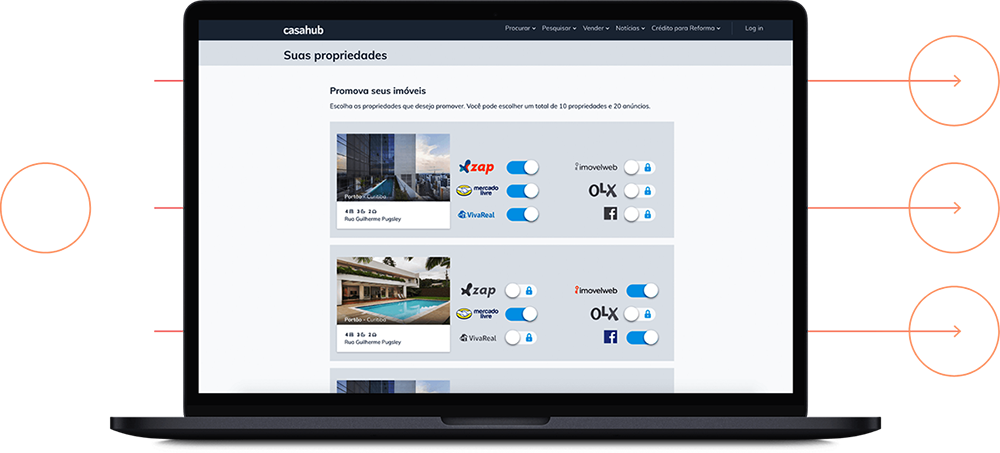 casahub
Procurar Pesquisar Vender Notícias Crédito para Reforma Log in
Suas propriedades
Promova seus imóveis
Escolha as propriedades que deseja promover. Você pode escolher um total de 10 propriedades e 20 anúncios.
Portão - Curitiba
4 3 2
Rua Guilherme Pugsley
zap
imovelweb
mercado
livre
OLX
VivaReal
f
Portão - Curitiba
4 3 2
Rua Guilherme Pugsley
zap
imovelweb
mercado
livre
OLX
VivaReal
f